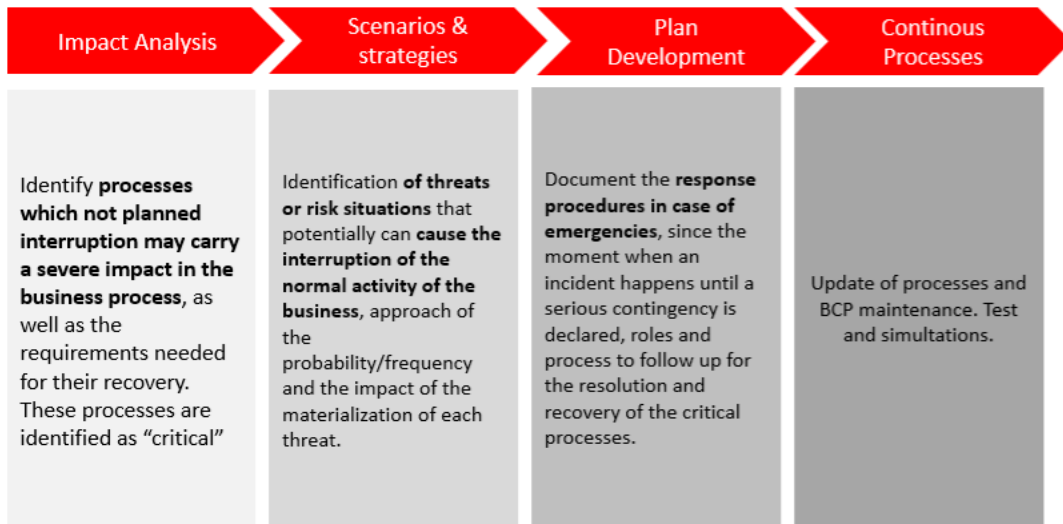 Impact Analysis
Scenarios &
strategies
Plan
Development
Continous
Processes
Identify processes
which not planned
interruption may carry
a severe impact in the
business process, as
well as the
requirements needed
for their recovery.
These processes are
identified as “critical”
Identification of threats
or risk situations that
potentially can cause the
interruption of the
normal activity of the
business, approach of
the
probability/frequency
and the impact of the
materialization of each
threat.
Document the response
procedures in case of
emergencies, since the
moment when an
incident happens until a
serious contingency is
declared, roles and
process to follow up for
the resolution and
recovery of the critical
processes.
Update of processes and
BCP maintenance. Test
and simultations.